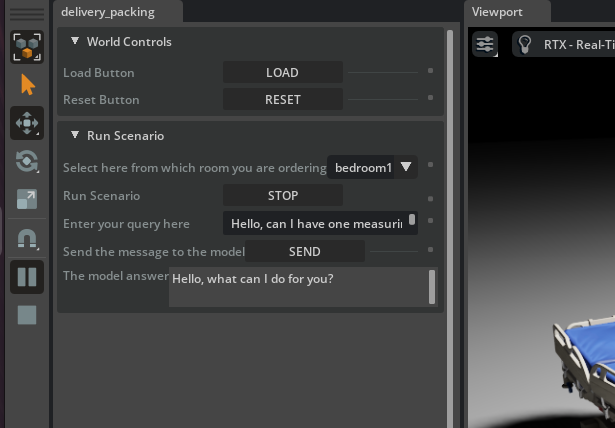 delivery_packing
Viewport
World Controls
RTX - Real-Ti
Load Button LOAD
Reset Button RESET
Run Scenario
Select here from which room you are ordering bedroom1
Run Scenario STOP
Enter your query here Hello, can I have one measurin
Send the message to the model SEND
The model answer Hello, what can I do for you?